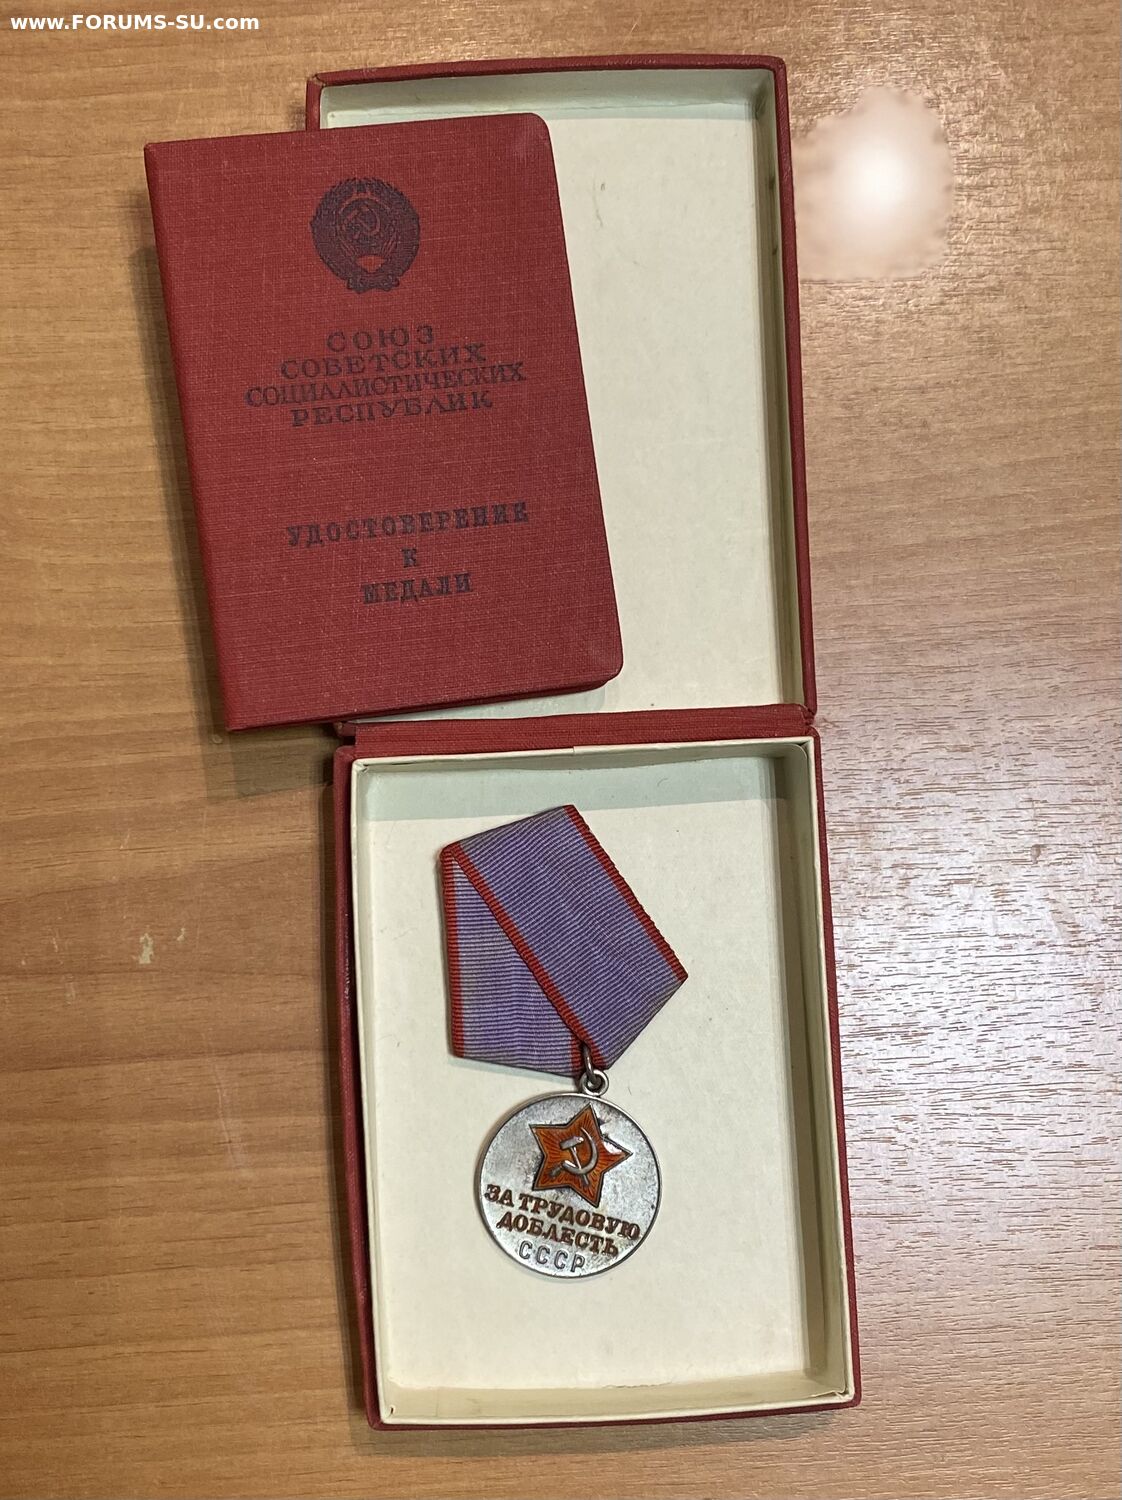 www.FORUMS-SU.com
СОЮЗ
СОВЕТСКИХ
СОЦИАЛИСТИЧЕСКИХ
РЕСПУБЛИК
УДОСТОВЕРЕНИЕ
К
МЕДАЛИ
ЗА ТРУДОВУЮ
ДОБЛЕСТЬ
СССР